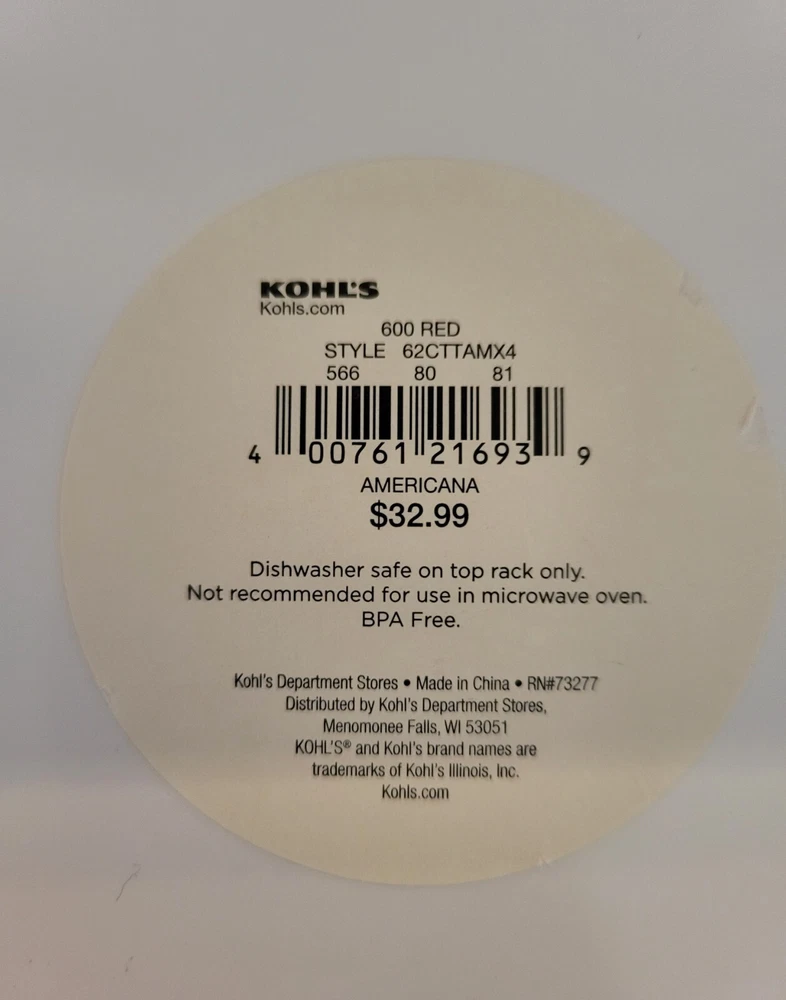 KOHL'S
Kohls.com
600 RED
STYLE 62CTTAMX4
566 80 81
4 00761 21693 9
AMERICANA
$32.99
Dishwasher safe on top rack only.
Not recommended for use in microwave oven.
BPA Free.
Kohl's Department Stores • Made in China • RN#73277
Distributed by Kohl's Department Stores,
Menomonee Falls, WI 53051
KOHL'S® and Kohl's brand names are
trademarks of Kohl's Illinois, Inc.
Kohls.com